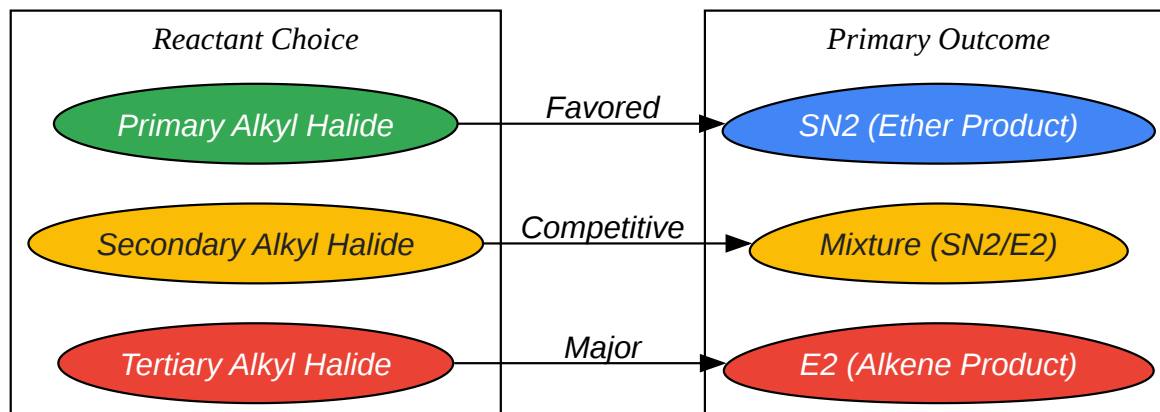 Reactant Choice
Primary Outcome
Primary Alkyl Halide
Favored
SN2 (Ether Product)
Secondary Alkyl Halide
Competitive
Mixture (SN2/E2)
Tertiary Alkyl Halide
Major
E2 (Alkene Product)